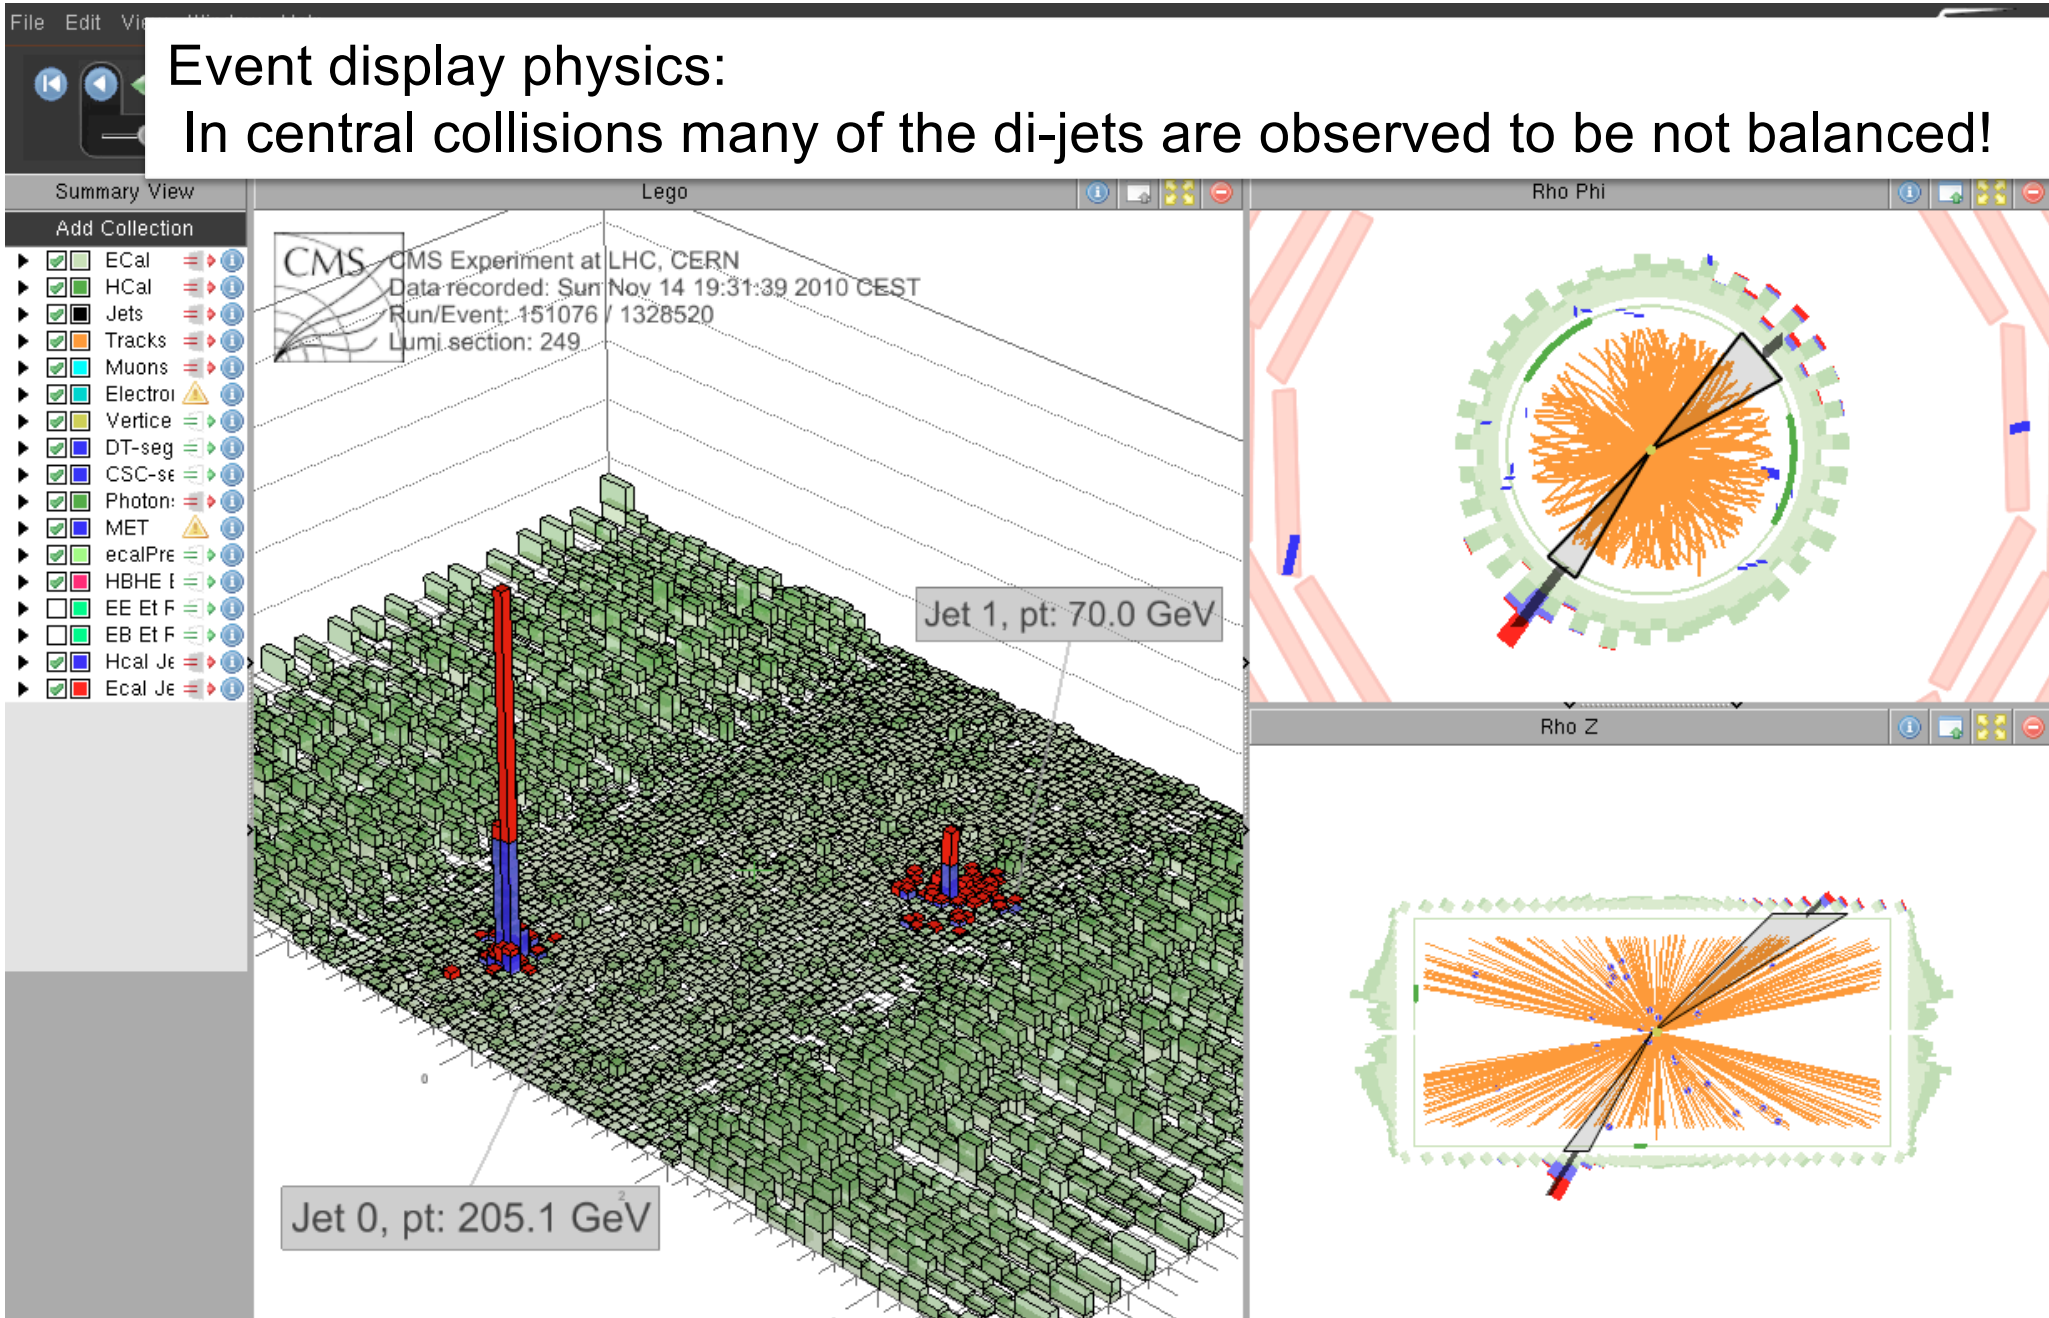 File Edit
Event display physics:
In central collisions many of the di-jets are observed to be not balanced!
Summary View
Lego
Rho Phi
Add Collection
ECal
HCal
Jets
Tracks
Muons
Electror
Vertice
DT-seg
CSC-se
Photon:
MET
ecalPre
HBHE E
EE Et R
EB Et R
Hcal Je
Ecal Je
CMS
CMS Experiment at LHC, CERN
Data recorded: Sun Nov 14 19:31:39 2010 CEST
Run/Event: 151076 / 1328520
Lumi section: 249
Jet 1, pt: 70.0 GeV
Rho Z
0
2
Jet 0, pt: 205.1 GeV